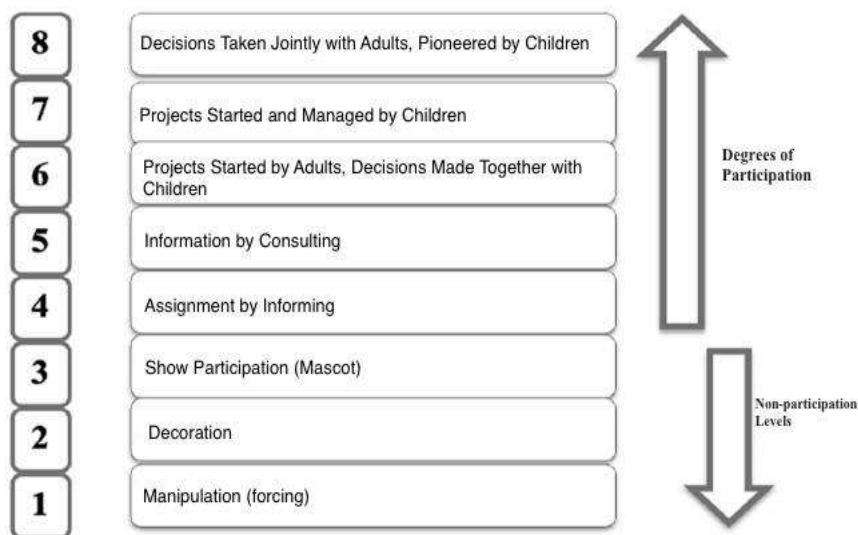 8
Decisions Taken Jointly with Adults, Pioneered by Children
7
Projects Started and Managed by Children
6
Projects Started by Adults, Decisions Made Together with
Children
5
Information by Consulting
4
Assignment by Informing
3
Show Participation (Mascot)
2
Decoration
1
Manipulation (forcing)
Degrees of
Participation
Non-participation
Levels